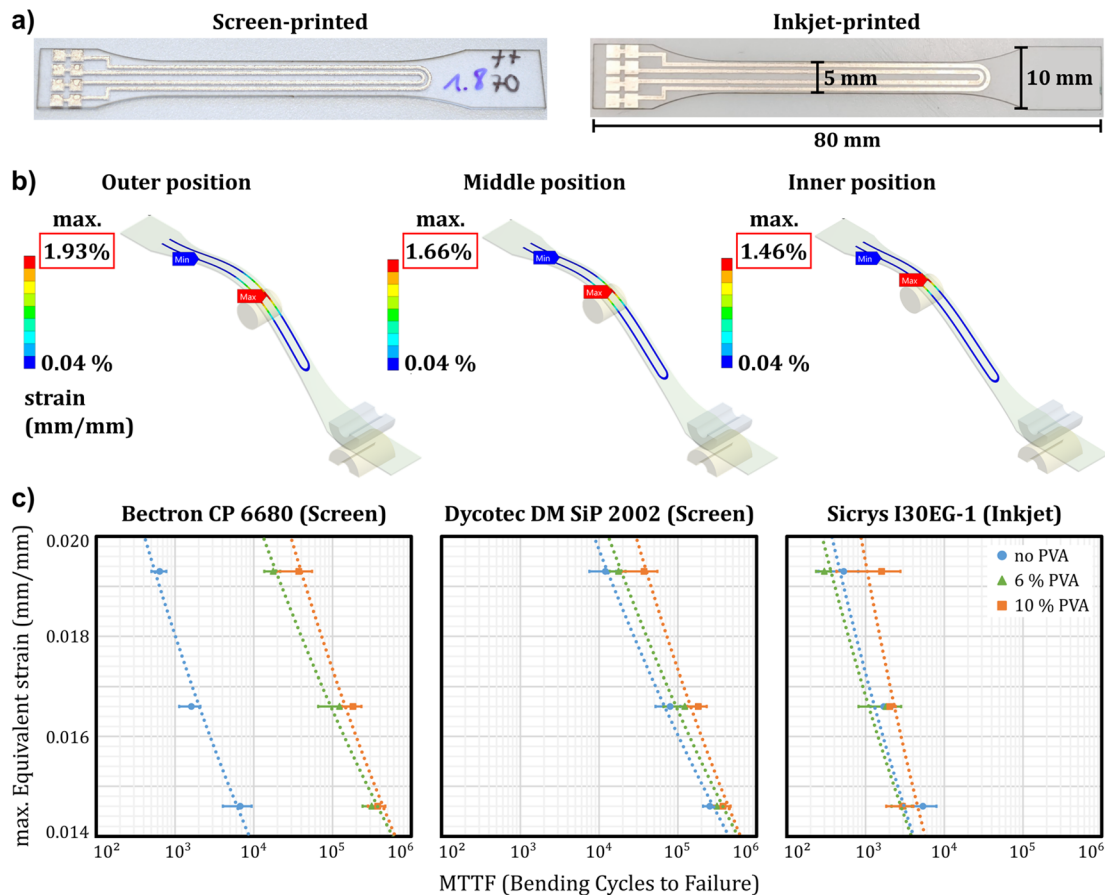 a)
Screen-printed
Inkjet-printed
1.8
77
70
5 mm
10 mm
80 mm
b)
Outer position
Middle position
Inner position
max.
1.93%
Min
Max
0.04 %
strain
(mm/mm)
max.
1.66%
Min
Max
0.04 %
max.
1.46%
Min
Max
0.04 %
c)
Bectron CP 6680 (Screen)
Dycotec DM SiP 2002 (Screen)
Sicrys I30EG-1 (Inkjet)
max. Equivalent strain (mm/mm)
0.020
0.018
0.016
0.014
no PVA
6 % PVA
10 % PVA
10² 10³ 10⁴ 10⁵ 10⁶
10² 10³ 10⁴ 10⁵ 10⁶
10² 10³ 10⁴ 10⁵ 10⁶
MTTF (Bending Cycles to Failure)